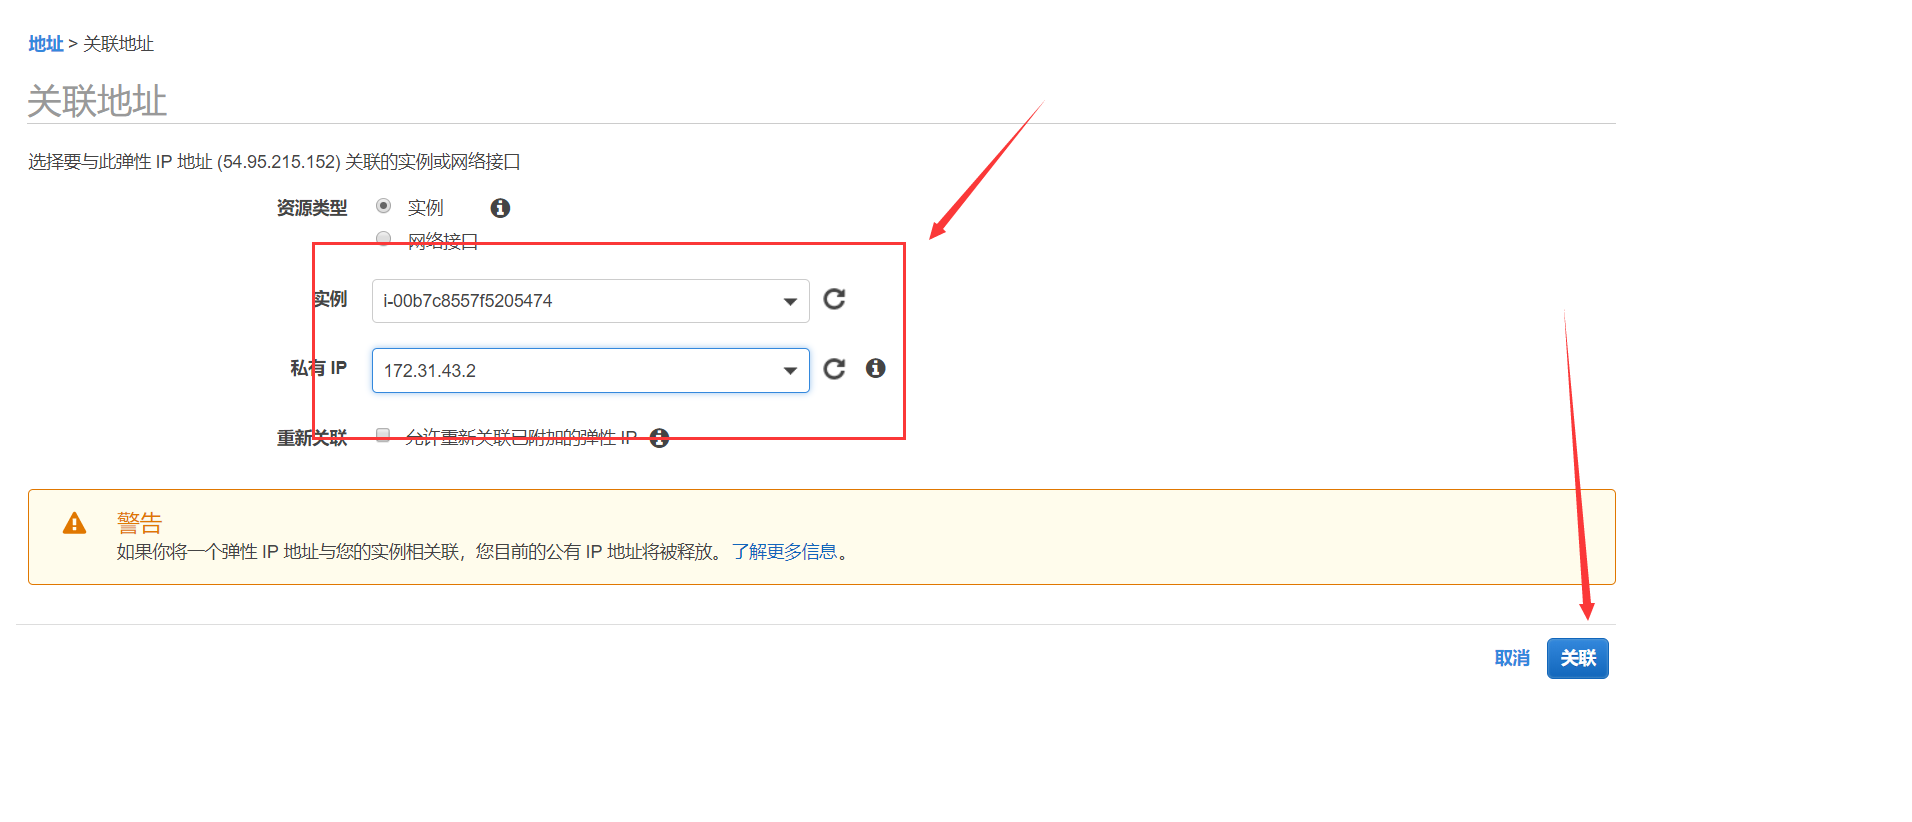 地址 > 关联地址
关联地址
选择要与此弹性 IP 地址 (54.95.215.152) 关联的实例或网络接口
资源类型 实例
网络接口
实例 i-00b7c8557f5205474
私有 IP 172.31.43.2
重新关联 允许重新关联已附加的弹性 IP
警告
如果你将一个弹性 IP 地址与您的实例相关联，您目前的公有 IP 地址将被释放。 了解更多信息。
取消 关联